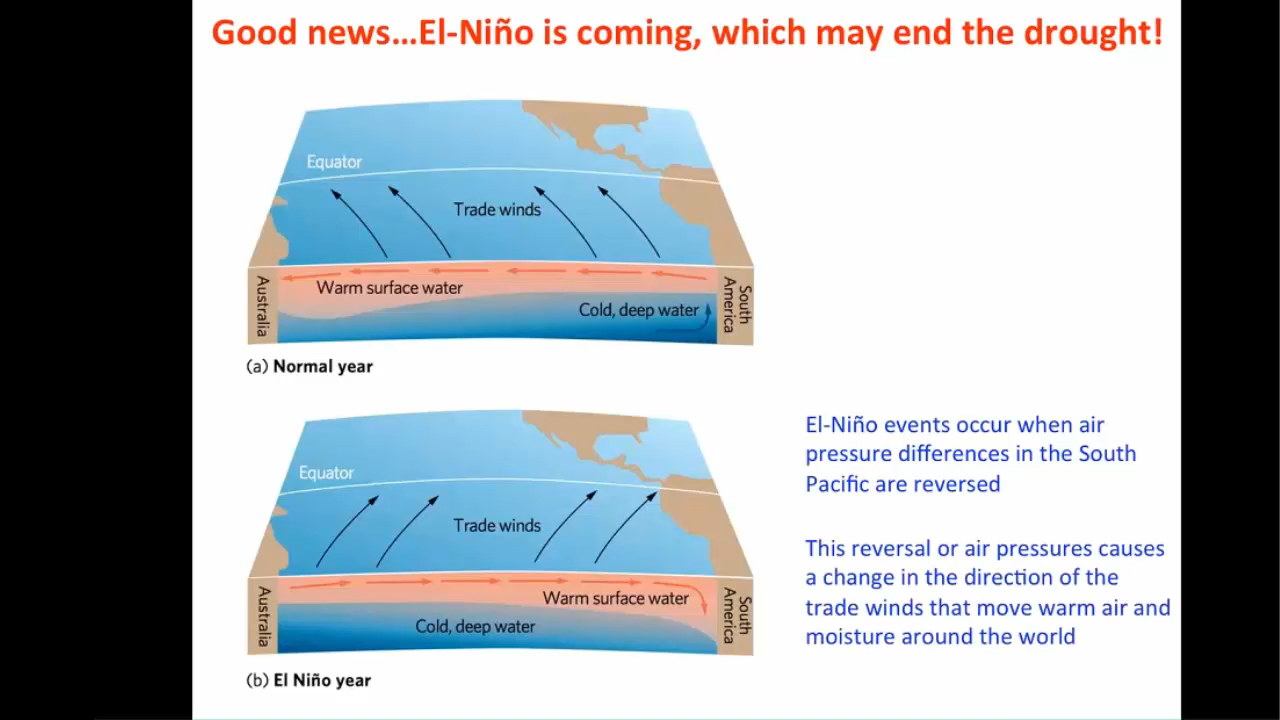 Good news...El-Niño is coming, which may end the drought!
Equator
Trade winds
Warm surface water
Cold, deep water
Australia
South
America
(a) Normal year
Equator
Trade winds
Warm surface water
Cold, deep water
Australia
South
America
(b) El Niño year
El-Niño events occur when air
pressure differences in the South
Pacific are reversed
This reversal or air pressures causes
a change in the direction of the
trade winds that move warm air and
moisture around the world